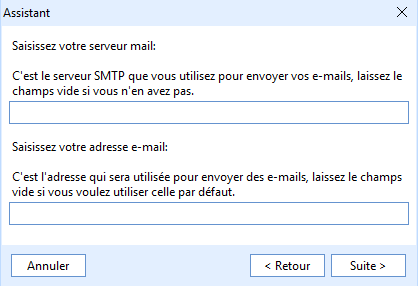 Assistant
Saisissez votre serveur mail:
C'est le serveur SMTP que vous utilisez pour envoyer vos e-mails, laissez le
champs vide si vous n'en avez pas.
Saisissez votre adresse e-mail:
C'est l'adresse qui sera utilisée pour envoyer des e-mails, laissez le champs
vide si vous voulez utiliser celle par défaut.
Annuler
< Retour
Suite >